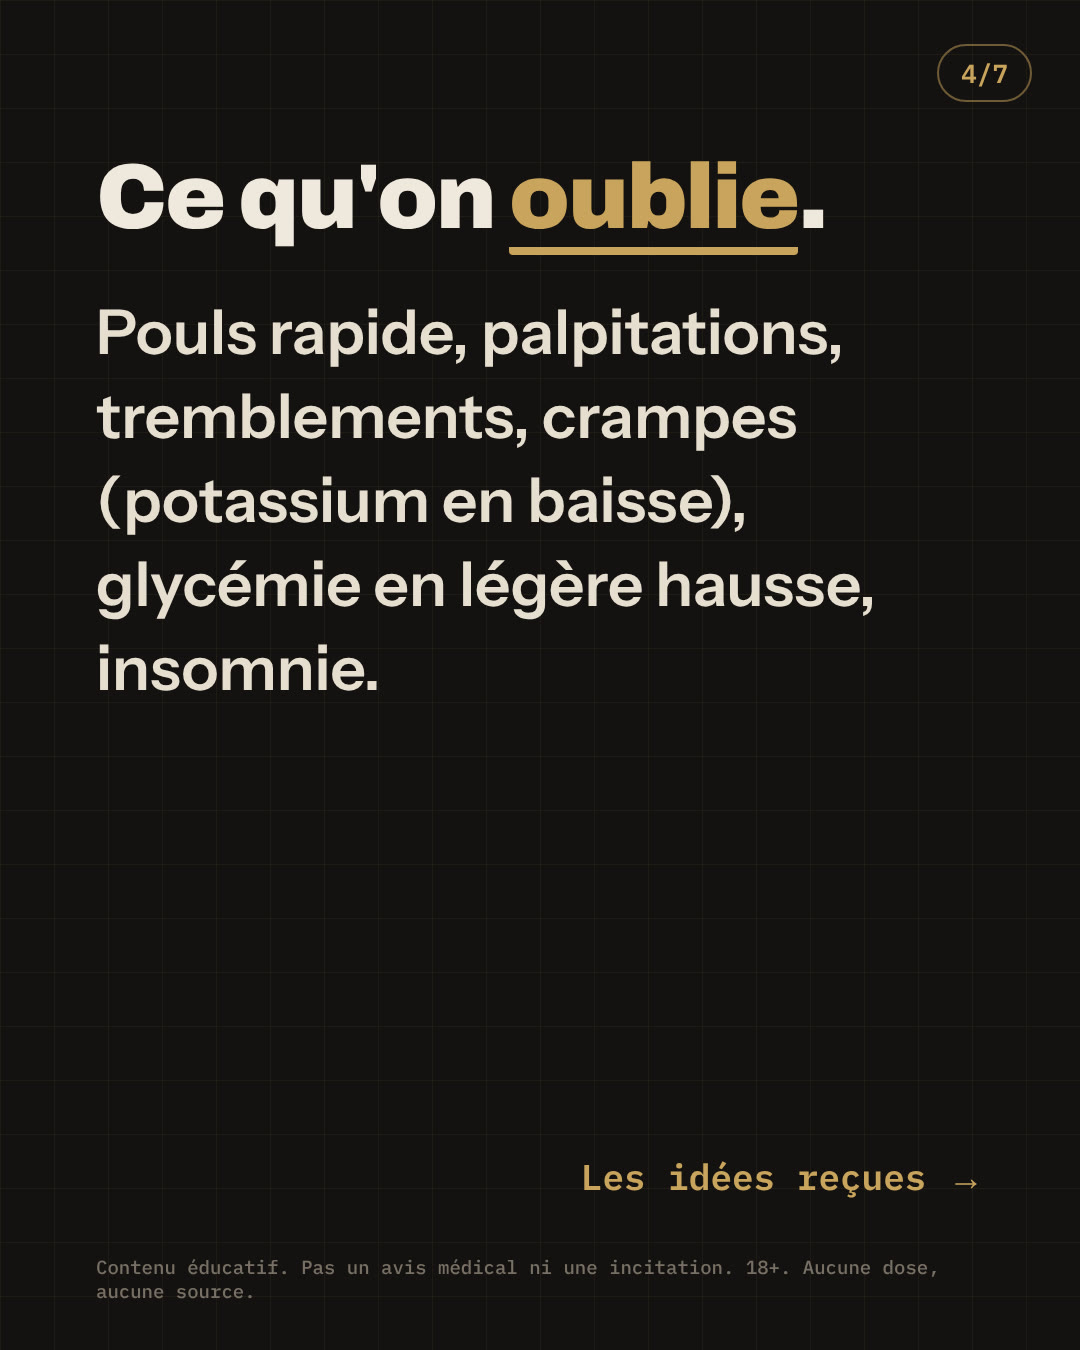 4/7
Ce qu'on oublie.
Pouls rapide, palpitations,
tremblements, crampes
(potassium en baisse),
glycémie en légère hausse,
insomnie.
Les idées reçues →
Contenu éducatif. Pas un avis médical ni une incitation. 18+. Aucune dose,
aucune source.